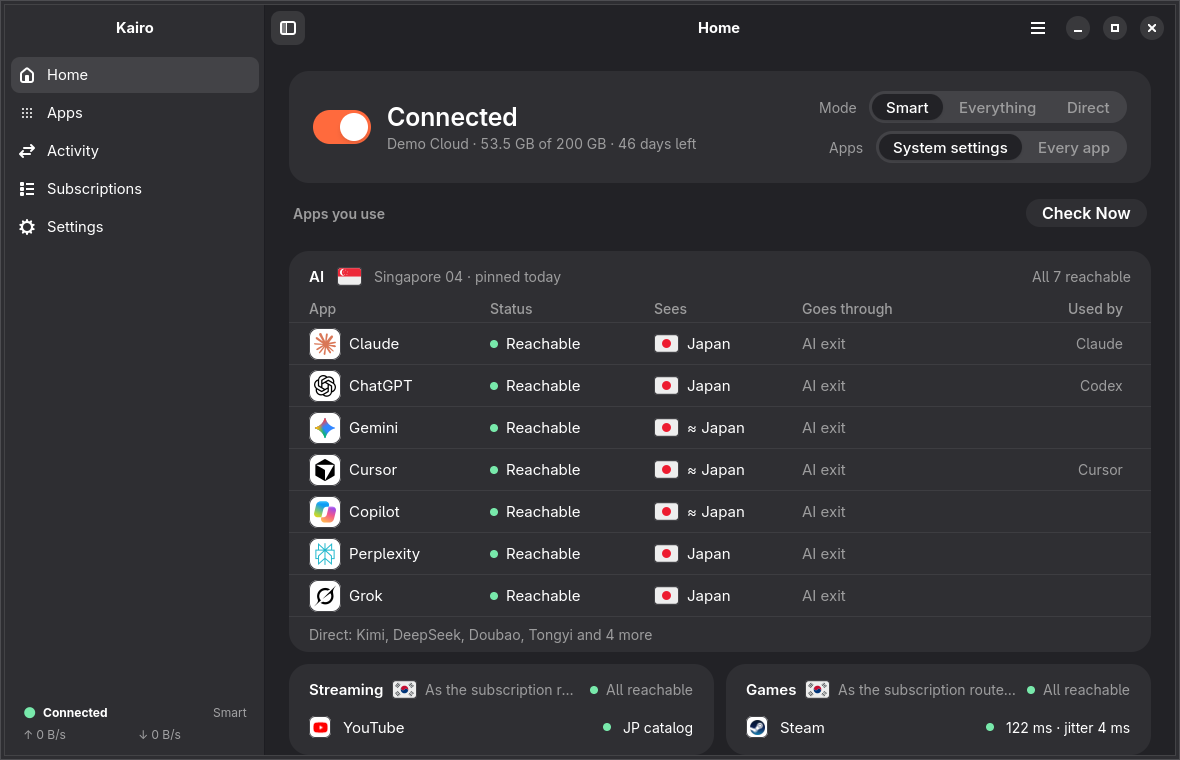 Kairo
Home
Home
Apps
Activity
Subscriptions
Settings
Connected
Demo Cloud · 53.5 GB of 200 GB · 46 days left
Mode Smart Everything Direct
Apps System settings Every app
Apps you use
Check Now
AI Singapore 04 · pinned today All 7 reachable
App Status Sees Goes through Used by
Claude Reachable Japan AI exit Claude
ChatGPT Reachable Japan AI exit Codex
Gemini Reachable ≈ Japan AI exit
Cursor Reachable ≈ Japan AI exit Cursor
Copilot Reachable ≈ Japan AI exit
Perplexity Reachable Japan AI exit
Grok Reachable Japan AI exit
Direct: Kimi, DeepSeek, Doubao, Tongyi and 4 more
Streaming As the subscription r... All reachable
YouTube JP catalog
Games As the subscription route... All reachable
Steam 122 ms · jitter 4 ms
Connected Smart
↑ 0 B/s ↓ 0 B/s